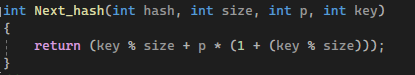 int Next_hash(int hash, int size, int p, int key)
{
return (key % size + p * (1 + (key % size)));
}